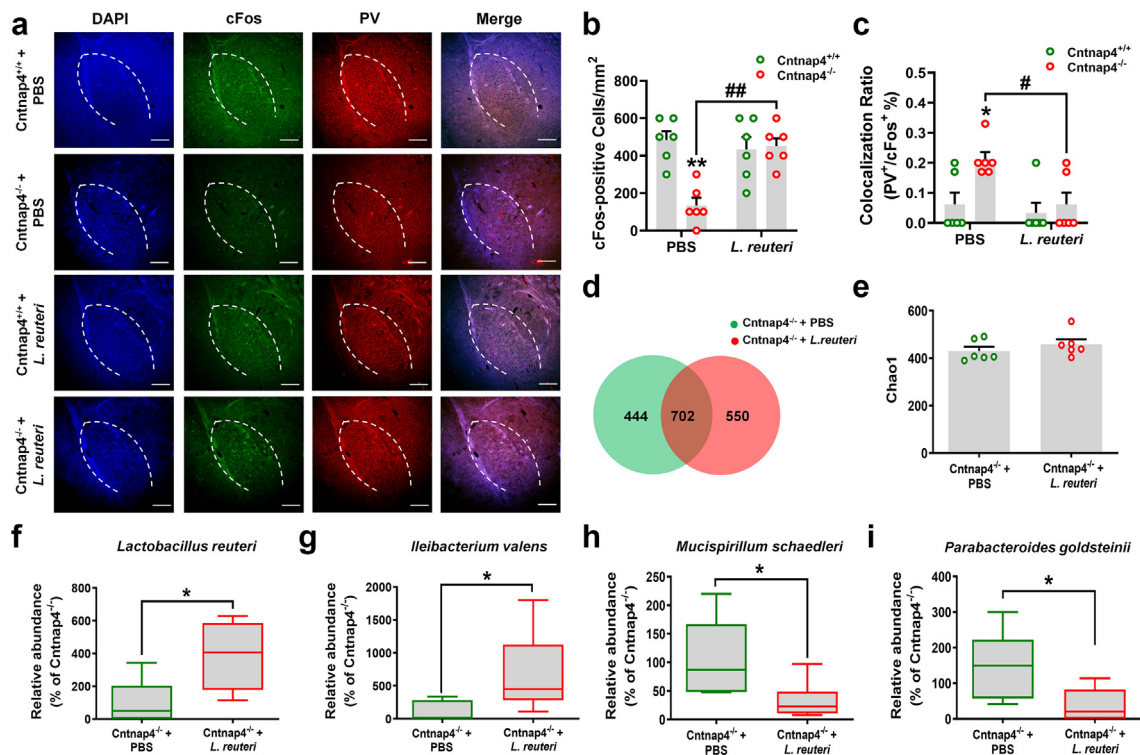 a
DAPI
cFos
PV
Merge
Cntnap4+/+ +
PBS
Cntnap4-/- +
PBS
Cntnap4+/+ +
L. reuteri
Cntnap4-/- +
L. reuteri
b
Cntnap4+/+
Cntnap4-/-
cFos-positive Cells/mm2
800
600
400
200
0
**
##
PBS
L. reuteri
c
Cntnap4+/+
Cntnap4-/-
Colocalization Ratio
(PV+/cFos+ %)
0.5
0.4
0.3
0.2
0.1
0.0
*
#
PBS
L. reuteri
d
Cntnap4-/- + PBS
Cntnap4-/- + L.reuteri
444
702
550
e
Chao1
600
400
200
0
Cntnap4-/- +
PBS
Cntnap4-/- +
L. reuteri
f
Lactobacillus reuteri
Relative abundance
(% of Cntnap4-/-)
800
600
400
200
0
*
Cntnap4-/- +
PBS
Cntnap4-/- +
L. reuteri
g
Ileibacterium valens
Relative abundance
(% of Cntnap4-/-)
2000
1500
1000
500
0
*
Cntnap4-/- +
PBS
Cntnap4-/- +
L. reuteri
h
Mucispirillum schaedleri
Relative abundance
(% of Cntnap4-/-)
250
200
150
100
50
0
*
Cntnap4-/- +
PBS
Cntnap4-/- +
L. reuteri
i
Parabacteroides goldsteinii
Relative abundance
(% of Cntnap4-/-)
400
300
200
100
0
*
Cntnap4-/- +
PBS
Cntnap4-/- +
L. reuteri